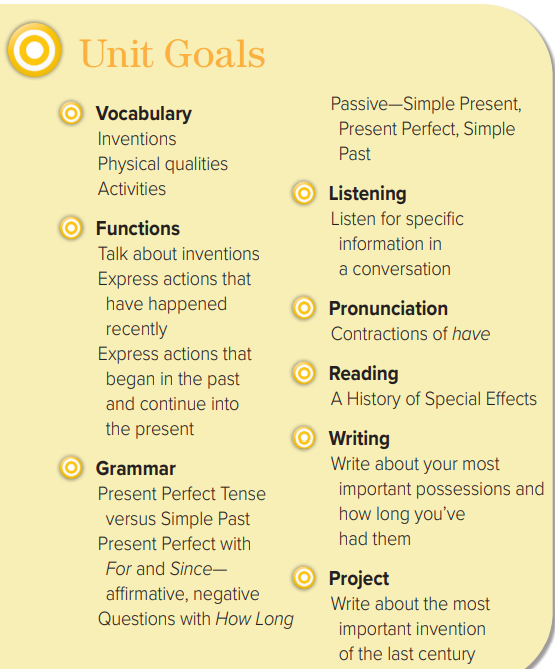 Unit Goals
Vocabulary
Inventions
Physical qualities
Activities
Functions
Talk about inventions
Express actions that
have happened
recently
Express actions that
began in the past
and continue into
the present
Grammar
Present Perfect Tense
versus Simple Past
Present Perfect with
For and Since—
affirmative, negative
Questions with How Long
Passive—Simple Present,
Present Perfect, Simple
Past
Listening
Listen for specific
information in
a conversation
Pronunciation
Contractions of have
Reading
A History of Special Effects
Writing
Write about your most
important possessions and
how long you've
had them
Project
Write about the most
important invention
of the last century